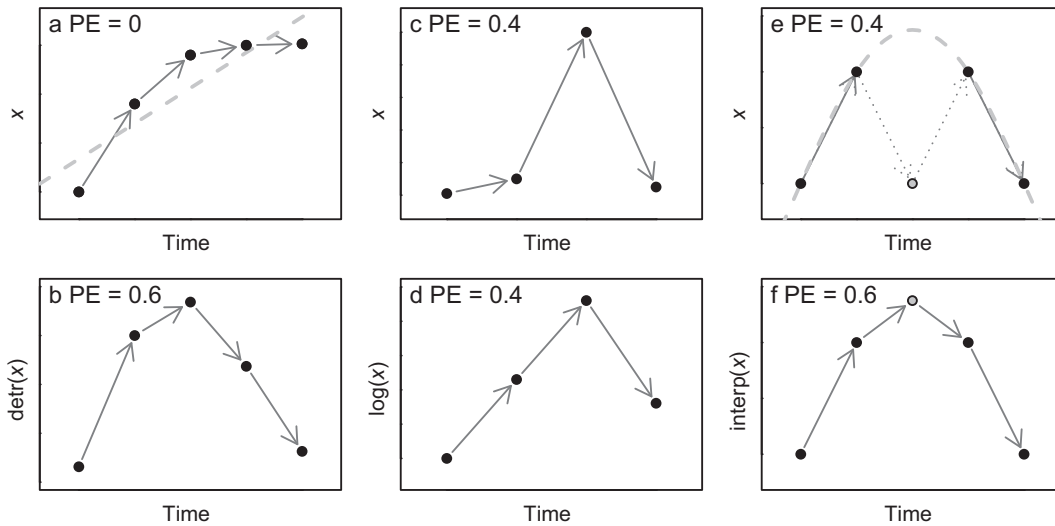 a PE = 0
x
Time
c PE = 0.4
x
Time
e PE = 0.4
x
Time
b PE = 0.6
detr(x)
Time
d PE = 0.4
log(x)
Time
f PE = 0.6
interp(x)
Time